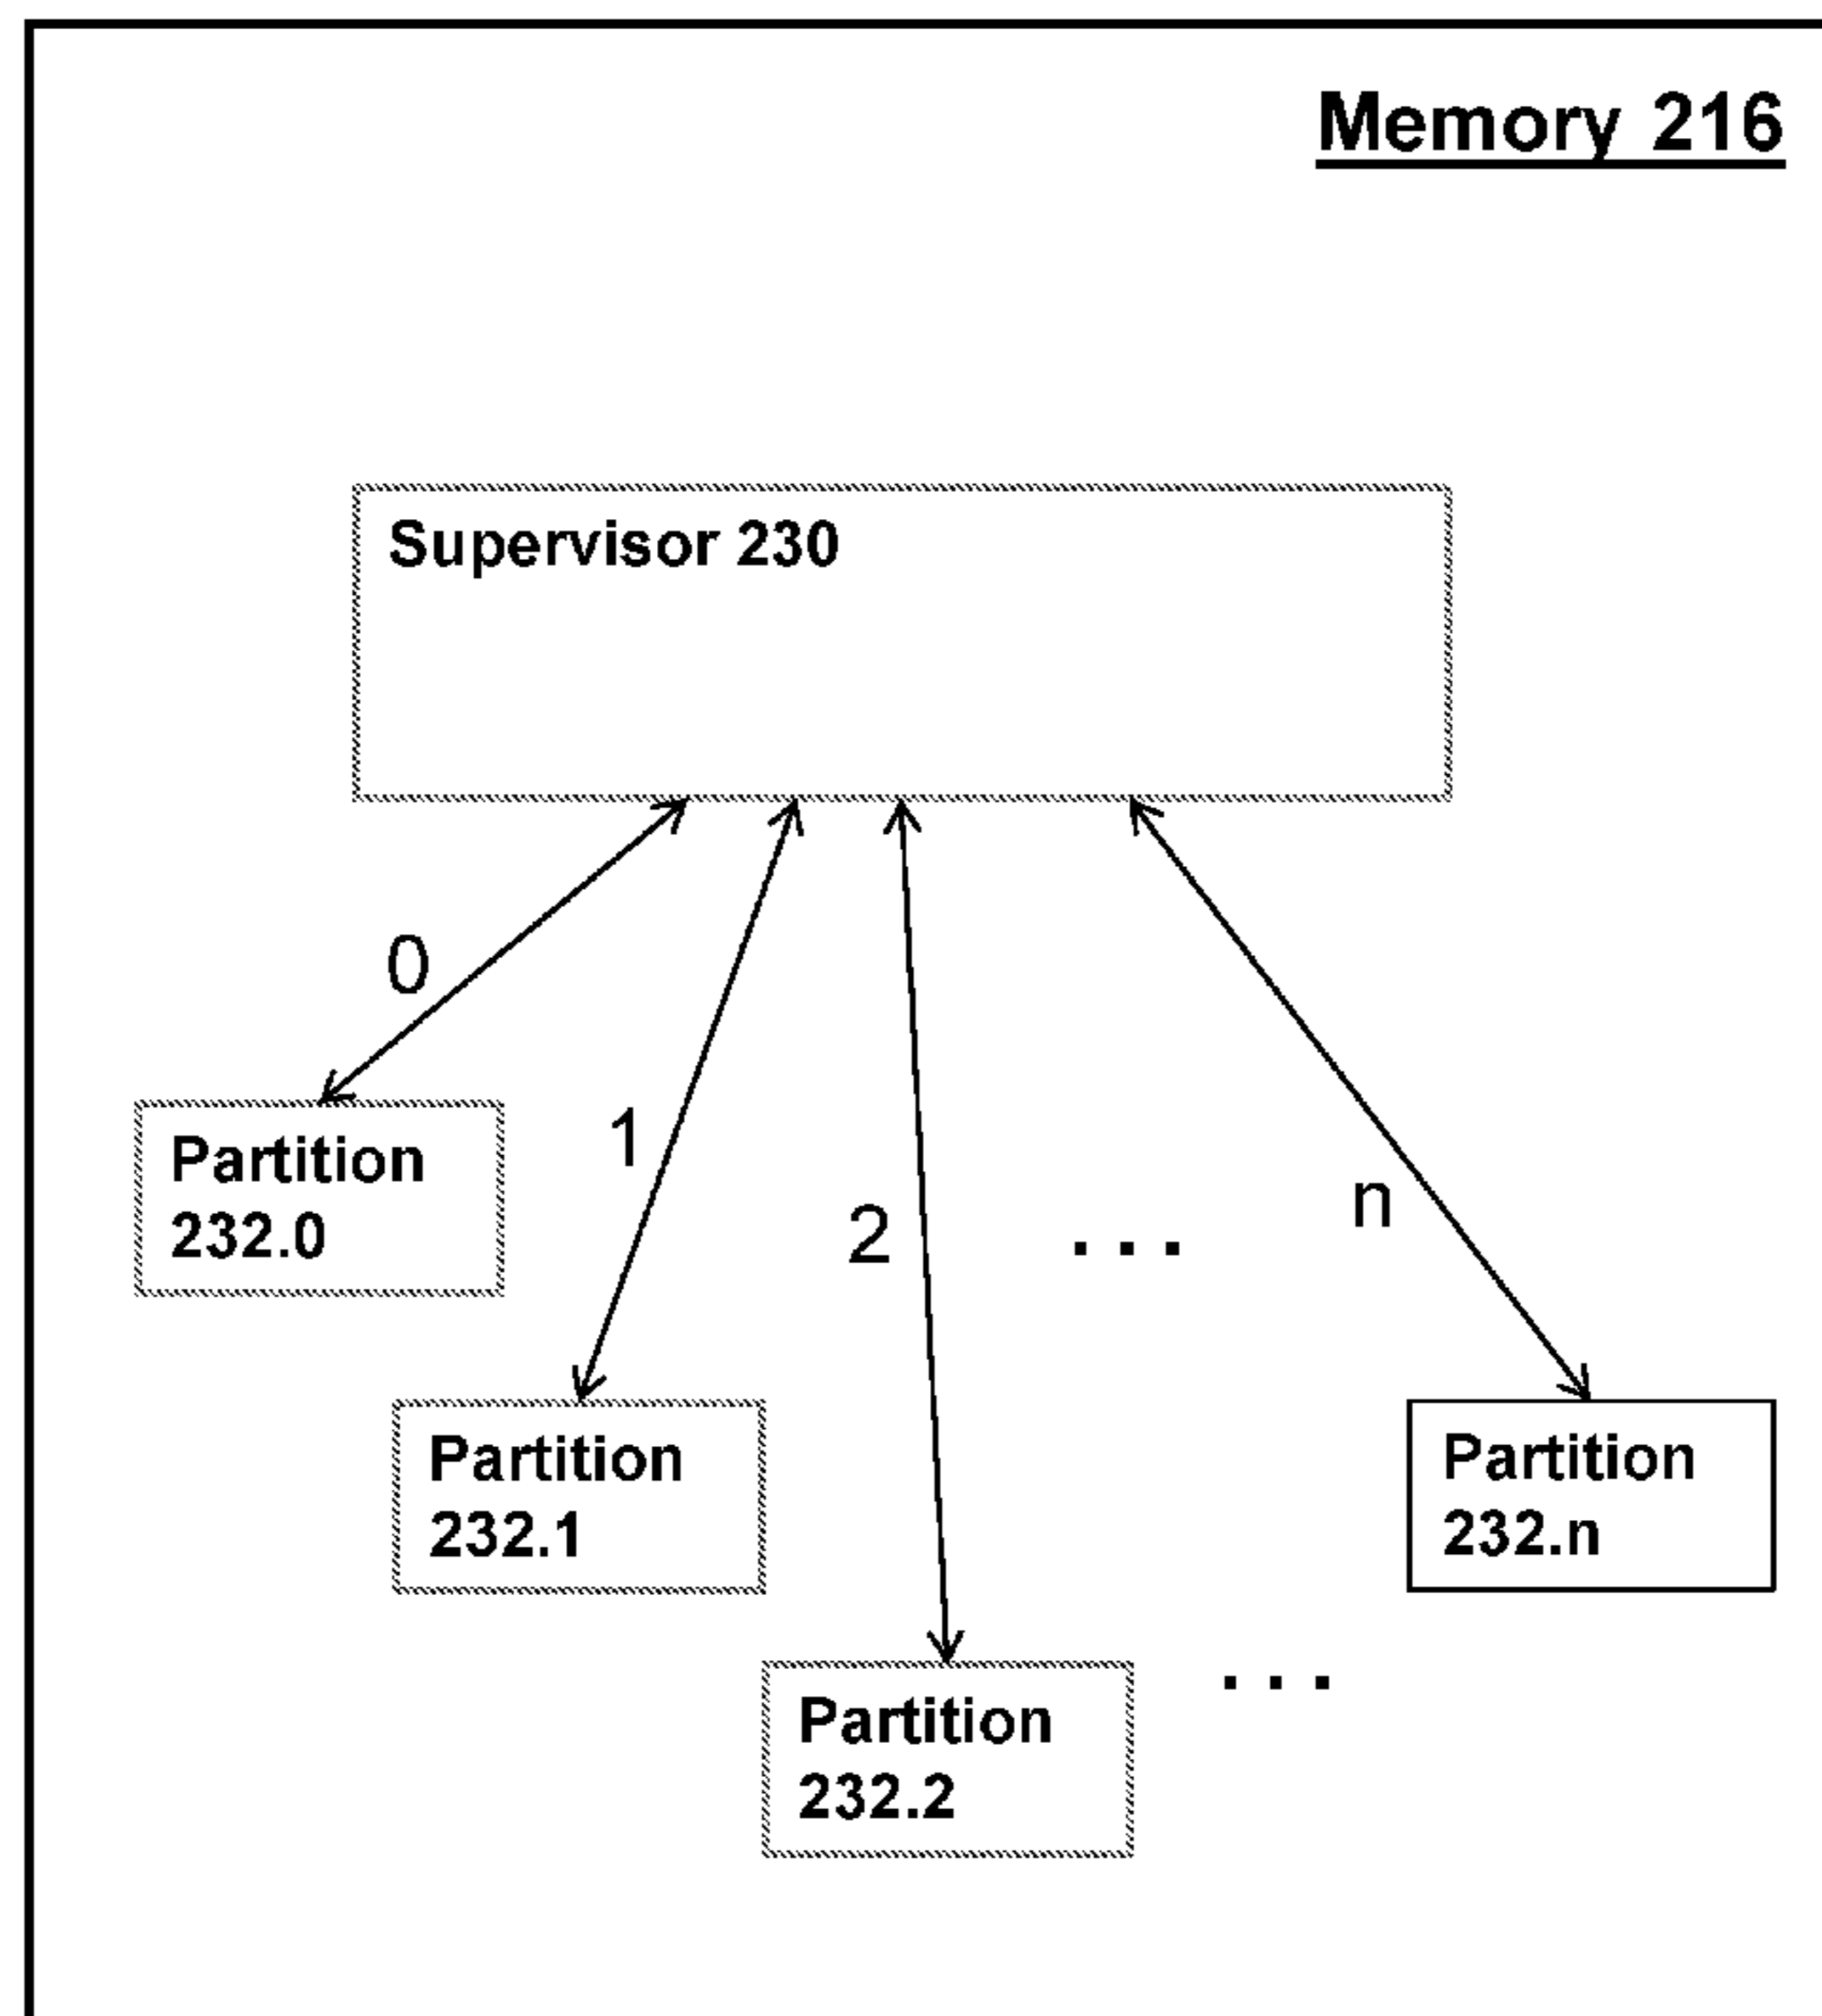 Memory 216
Supervisor 230
0
1
2
...
n
Partition
232.0
Partition
232.1
Partition
232.n
Partition
232.2
...